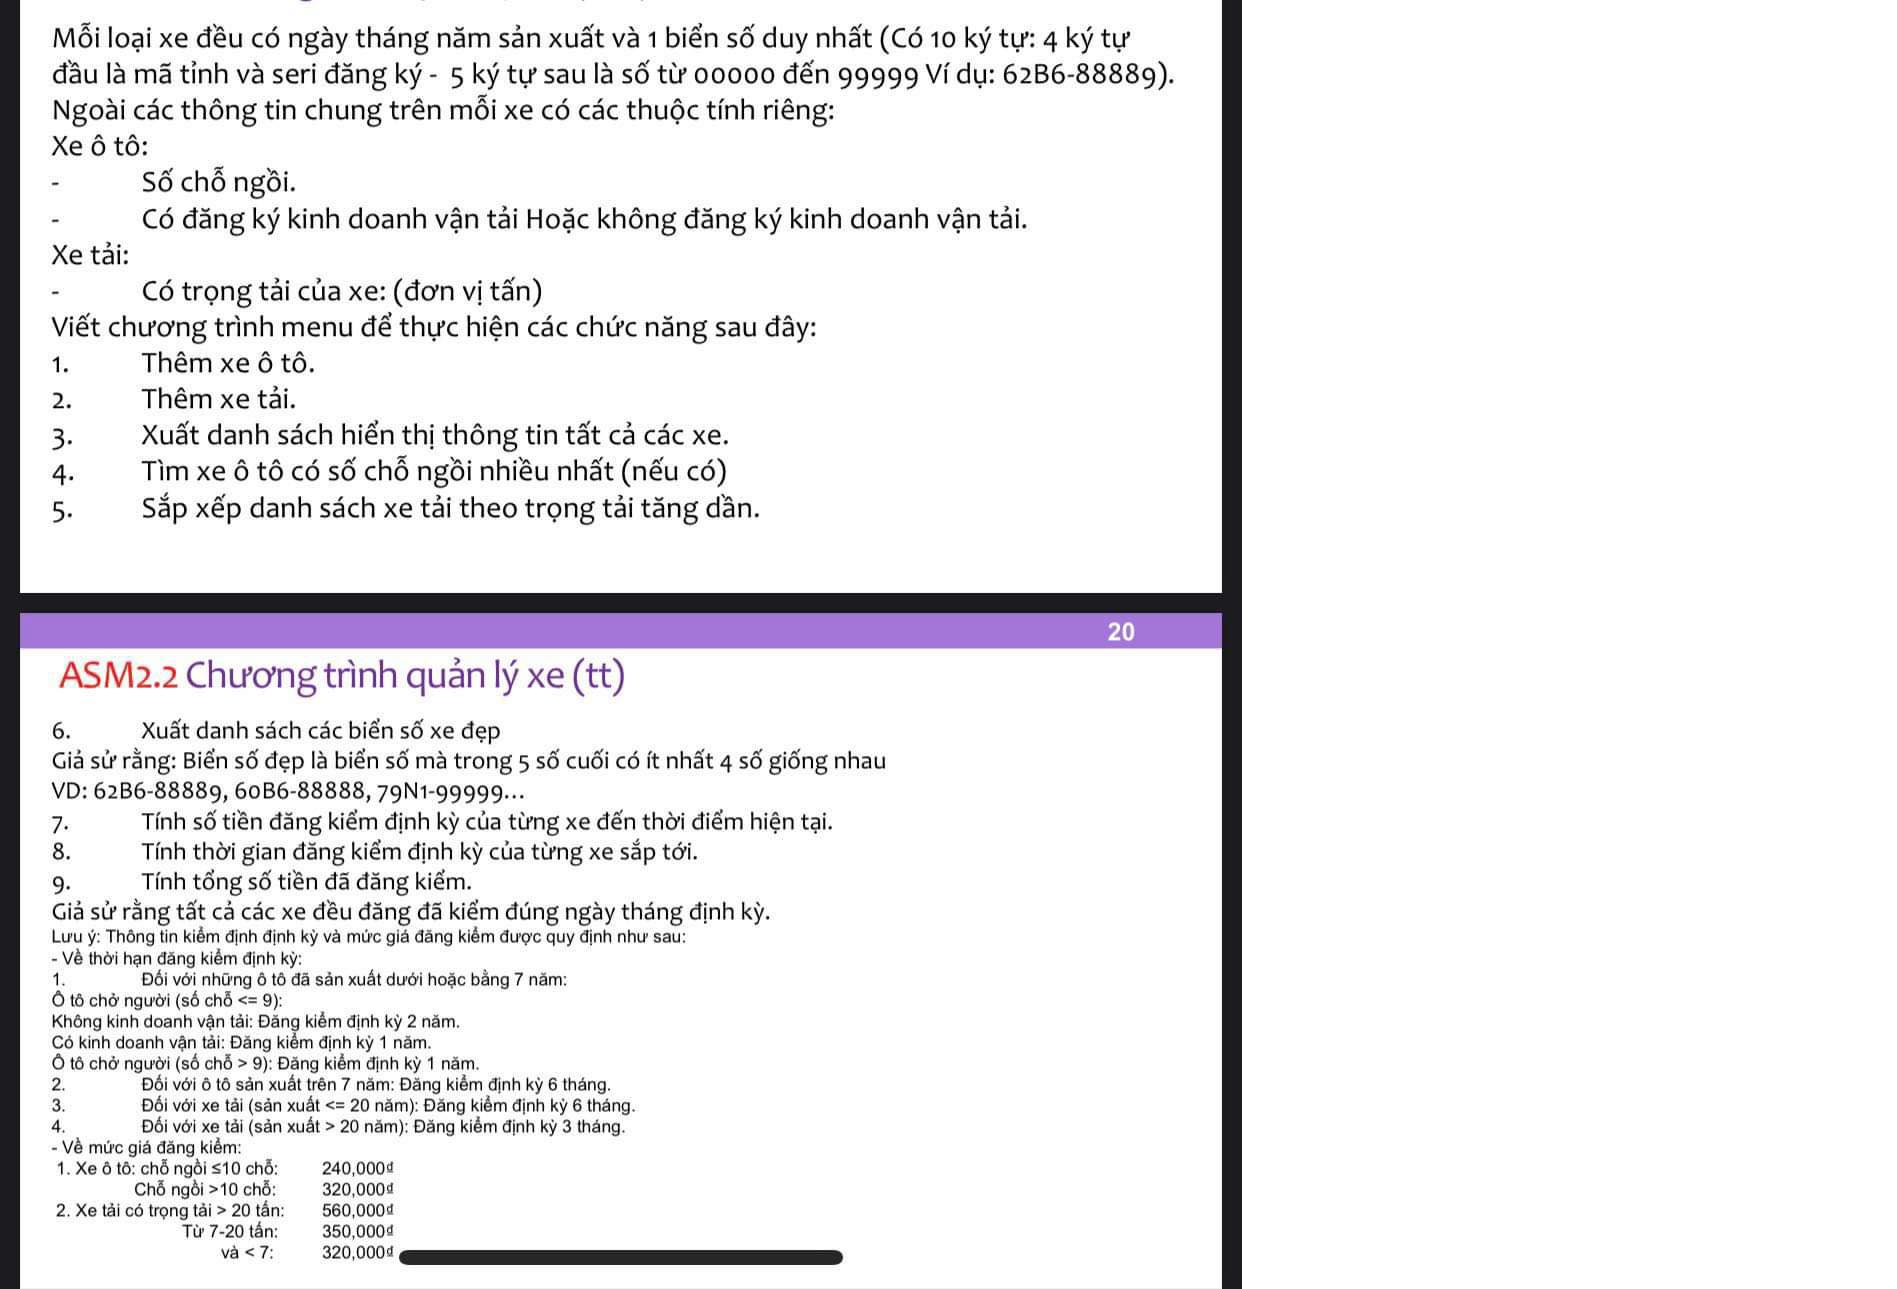 Mỗi loại xe đều có ngày tháng năm sản xuất và 1 biển số duy nhất (Có 10 ký tự: 4 ký tự
đầu là mã tỉnh và seri đăng ký - 5 ký tự sau là số từ 00000 đến 99999 Ví dụ: 62B6-88889).
Ngoài các thông tin chung trên mỗi xe có các thuộc tính riêng:
Xe ô tô:
- Số chỗ ngồi.
- Có đăng ký kinh doanh vận tải Hoặc không đăng ký kinh doanh vận tải.
Xe tải:
- Có trọng tải của xe: (đơn vị tấn)
Viết chương trình menu để thực hiện các chức năng sau đây:
1. Thêm xe ô tô.
2. Thêm xe tải.
3. Xuất danh sách hiển thị thông tin tất cả các xe.
4. Tìm xe ô tô có số chỗ ngồi nhiều nhất (nếu có)
5. Sắp xếp danh sách xe tải theo trọng tải tăng dần.
20
ASM2.2 Chương trình quản lý xe (tt)
6. Xuất danh sách các biển số xe đẹp
Giả sử rằng: Biển số đẹp là biển số mà trong 5 số cuối có ít nhất 4 số giống nhau
VD: 62B6-88889, 60B6-88888, 79N1-99999...
7. Tính số tiền đăng kiểm định kỳ của từng xe đến thời điểm hiện tại.
8. Tính thời gian đăng kiểm định kỳ của từng xe sắp tới.
9. Tính tổng số tiền đã đăng kiểm.
Giả sử rằng tất cả các xe đều đăng đã kiểm đúng ngày tháng định kỳ.
Lưu ý: Thông tin kiểm định định kỳ và mức giá đăng kiểm được quy định như sau:
- Về thời hạn đăng kiểm định kỳ:
1. Đối với những ô tô đã sản xuất dưới hoặc bằng 7 năm:
Ô tô chở người (số chỗ <= 9):
Không kinh doanh vận tải: Đăng kiểm định kỳ 2 năm.
Có kinh doanh vận tải: Đăng kiểm định kỳ 1 năm.
Ô tô chở người (số chỗ > 9): Đăng kiểm định kỳ 1 năm.
2. Đối với ô tô sản xuất trên 7 năm: Đăng kiểm định kỳ 6 tháng.
3. Đối với xe tải (sản xuất <= 20 năm): Đăng kiểm định kỳ 6 tháng.
4. Đối với xe tải (sản xuất > 20 năm): Đăng kiểm định kỳ 3 tháng.
- Về mức giá đăng kiểm:
1. Xe ô tô: chỗ ngồi ≤10 chỗ: 240,000₫
Chỗ ngồi >10 chỗ: 320,000₫
2. Xe tải có trọng tải > 20 tấn: 560,000₫
Từ 7-20 tấn: 350,000₫
và < 7: 320,000₫